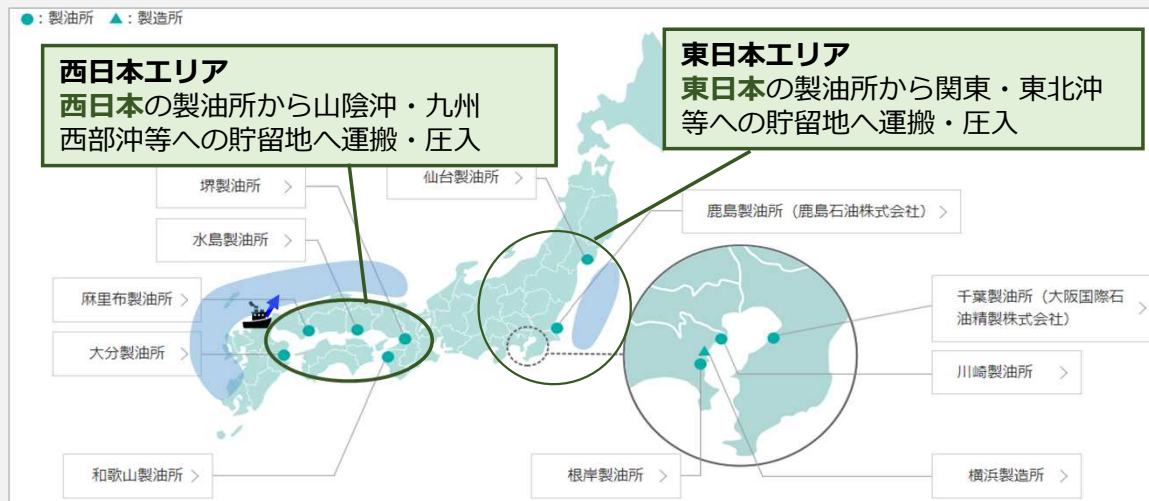 ●：製油所 ▲：製造所
西日本エリア
西日本の製油所から山陰沖・九州
西部沖等への貯留地へ運搬・圧入
東日本エリア
東日本の製油所から関東・東北沖
等への貯留地へ運搬・圧入
堺製油所 >
仙台製油所 >
鹿島製油所（鹿島石油株式会社） >
水島製油所 >
麻里布製油所 >
千葉製油所（大阪国際石
油精製株式会社） >
大分製油所 >
川崎製油所 >
和歌山製油所 >
根岸製油所 >
横浜製造所 >